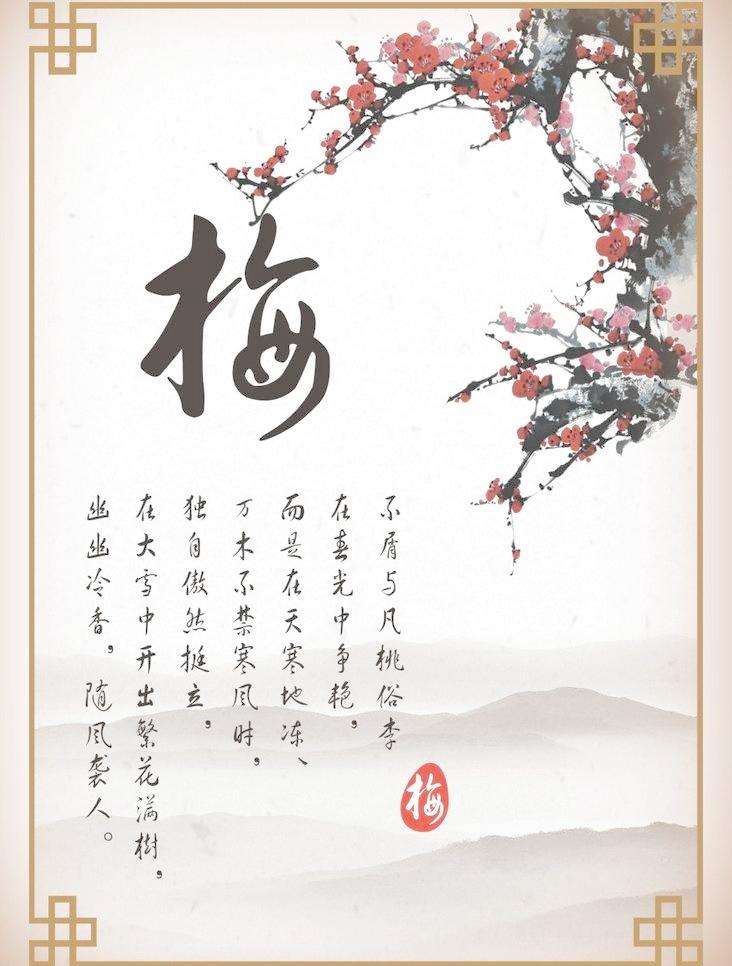 梅
不屑与凡桃俗李
在春光中争艳，
而是在天寒地冻、
万木不禁寒风时，
独自傲然挺立，
在大雪中开出繁花满树，
幽幽冷香，随风袭人。
梅